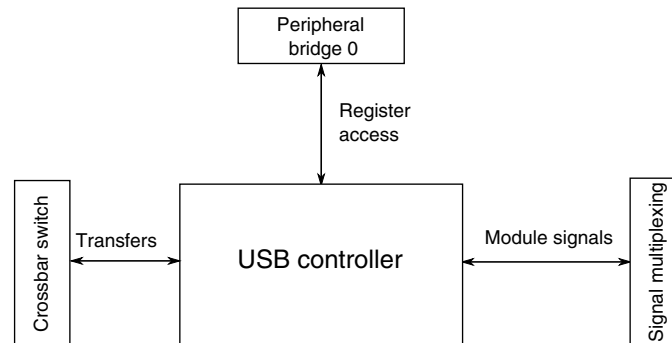 Peripheral
bridge 0
Register
access
Crossbar switch
Transfers
USB controller
Module signals
Signal multiplexing